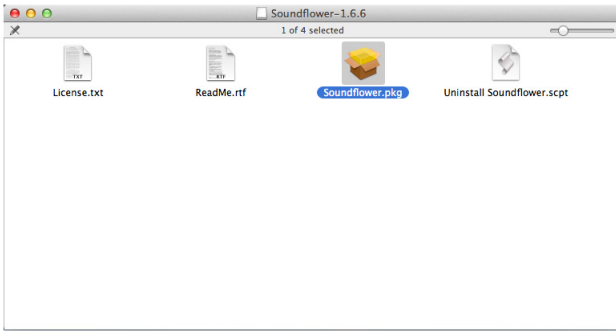 Soundflower-1.6.6
1 of 4 selected
TXT RTF
License.txt ReadMe.rtf Soundflower.pkg Uninstall Soundflower.scpt